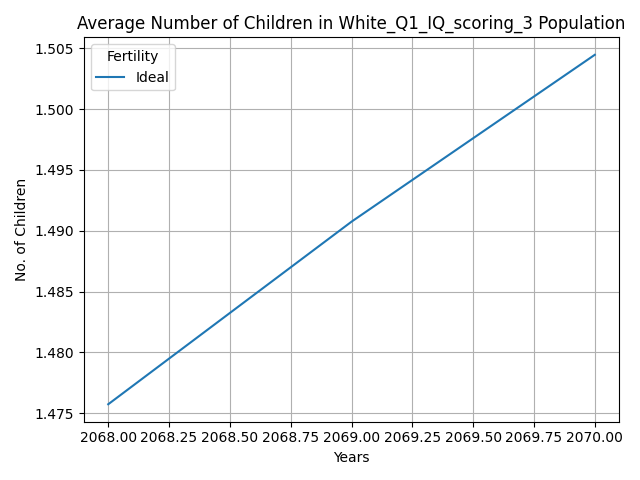 Average Number of Children in White_Q1_IQ_scoring_3 Population
Fertility
Ideal
1.505
1.500
1.495
1.490
1.485
1.480
1.475
No. of Children
2068.00 2068.25 2068.50 2068.75 2069.00 2069.25 2069.50 2069.75 2070.00
Years